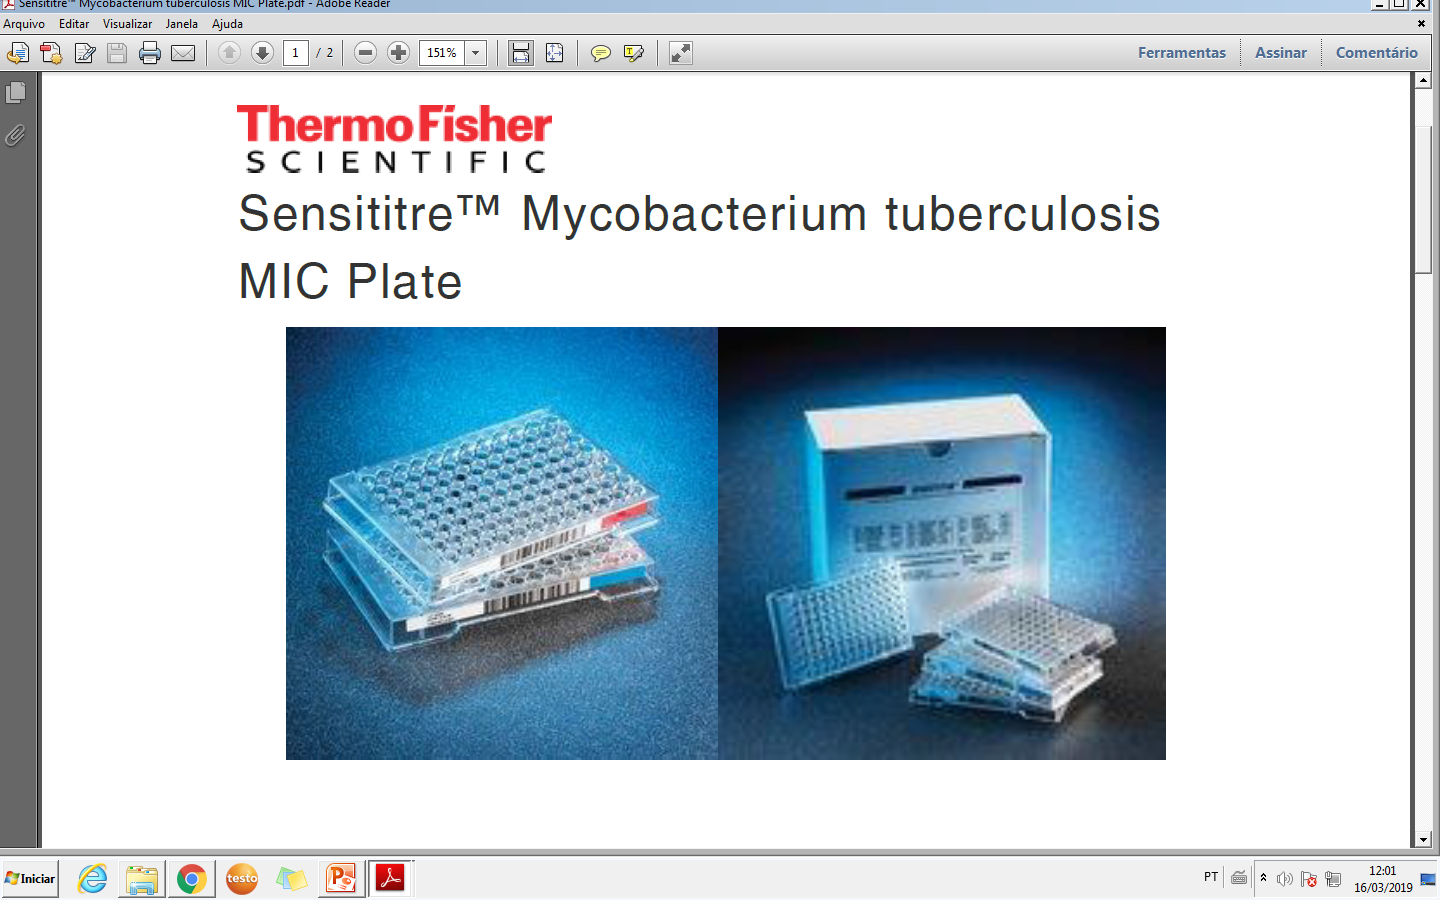 Sensititre™ Mycobacterium tuberculosis MIC Plate.pdf - Adobe Reader
Arquivo Editar Visualizar Janela Ajuda
1 / 2 151% Ferramentas Assinar Comentário
ThermoFisher
SCIENTIFIC
Sensititre™ Mycobacterium tuberculosis
MIC Plate
Iniciar testo PT 12:01
16/03/2019